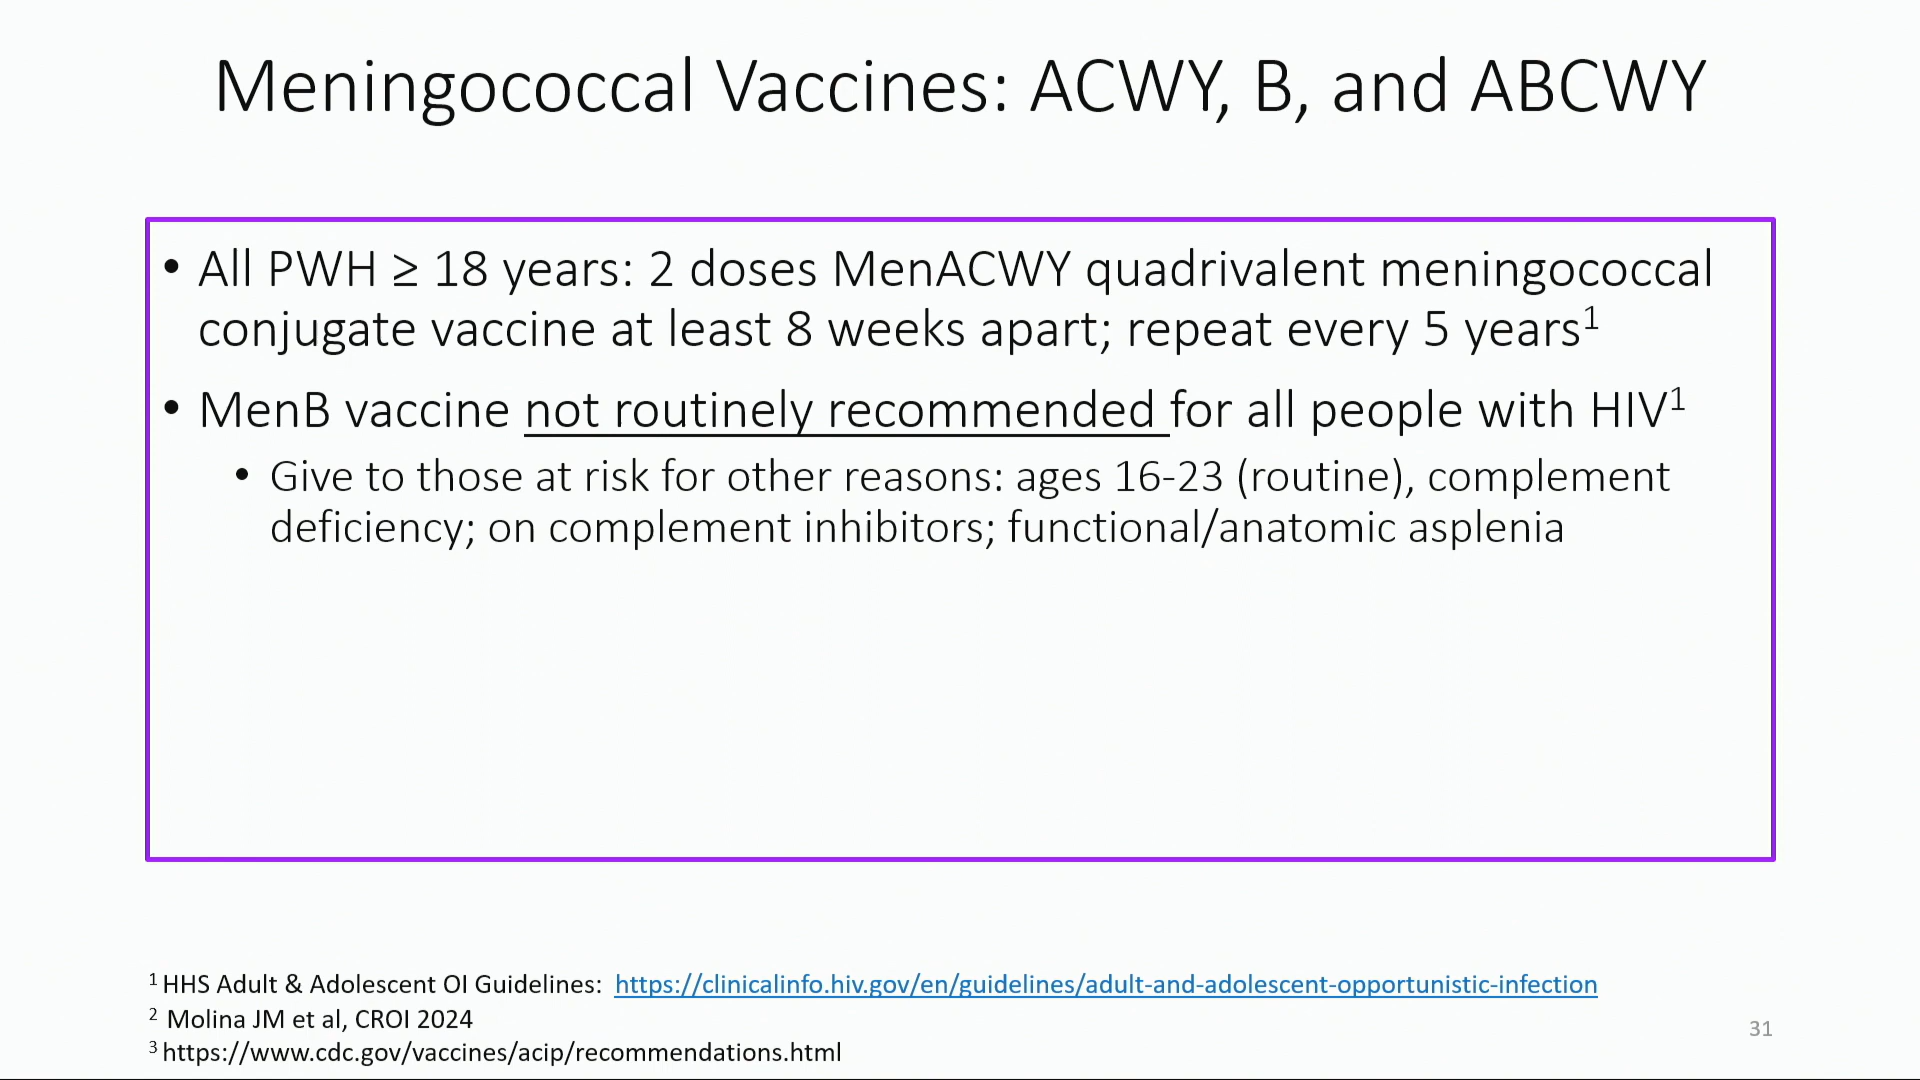 Meningococcal Vaccines: ACWY, B, and ABCWY
• All PWH ≥ 18 years: 2 doses MenACWY quadrivalent meningococcal
conjugate vaccine at least 8 weeks apart; repeat every 5 years¹
• MenB vaccine not routinely recommended for all people with HIV¹
• Give to those at risk for other reasons: ages 16-23 (routine), complement
deficiency; on complement inhibitors; functional/anatomic asplenia
¹ HHS Adult & Adolescent OI Guidelines: https://clinicalinfo.hiv.gov/en/guidelines/adult-and-adolescent-opportunistic-infection
² Molina JM et al, CROI 2024
31
³ https://www.cdc.gov/vaccines/acip/recommendations.html